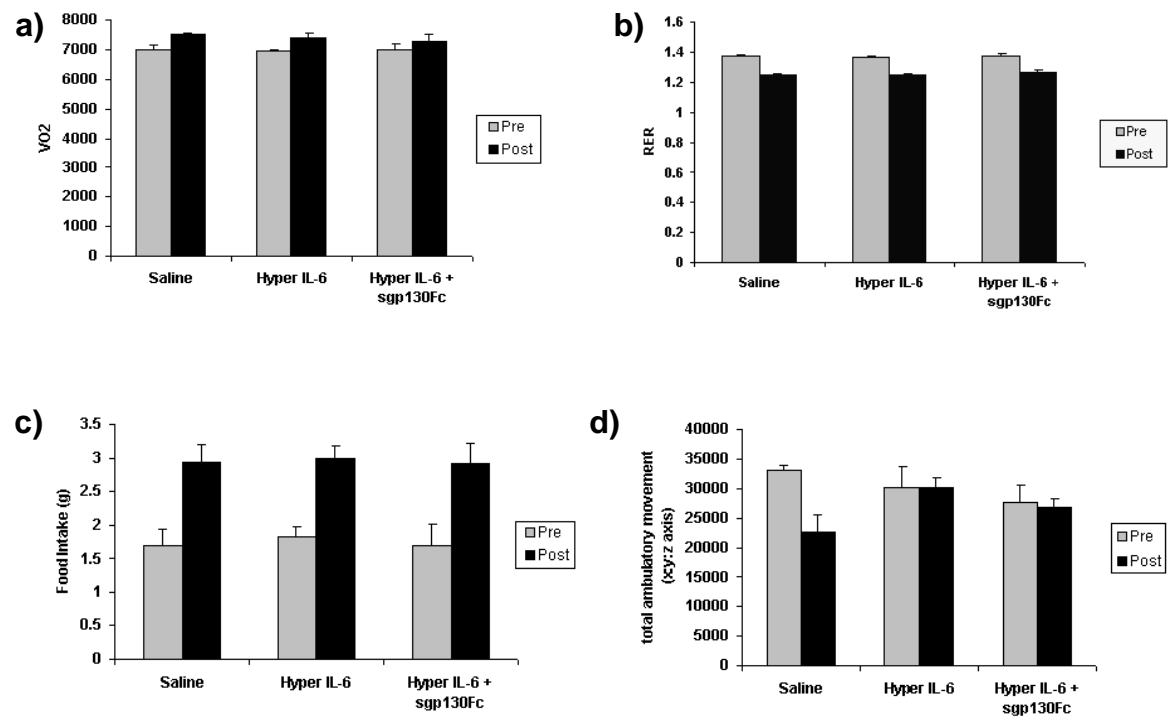 a)
8000
7000
6000
5000
4000
3000
2000
1000
0
VO2
Saline
Hyper IL-6
Hyper IL-6 +
sgp130Fc
Pre
Post
b)
1.6
1.4
1.2
1
0.8
0.6
0.4
0.2
0
RER
Saline
Hyper IL-6
Hyper IL-6 +
sgp130Fc
Pre
Post
c)
3.5
3
2.5
2
1.5
1
0.5
0
Food Intake (g)
Saline
Hyper IL-6
Hyper IL-6 +
sgp130Fc
Pre
Post
d)
40000
35000
30000
25000
20000
15000
10000
5000
0
total ambulatory movement
(x:y:z axis)
Saline
Hyper IL-6
Hyper IL-6 +
sgp130Fc
Pre
Post